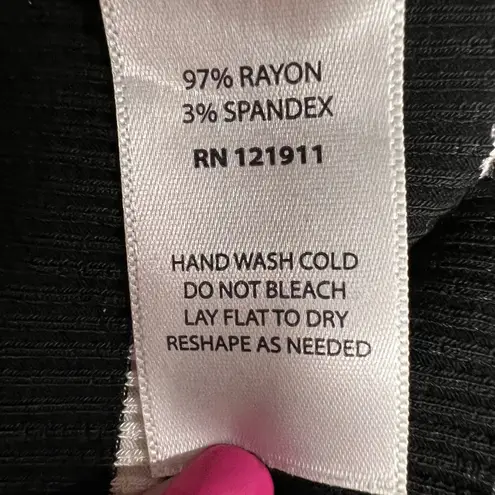 97% RAYON
3% SPANDEX
RN 121911
HAND WASH COLD
DO NOT BLEACH
LAY FLAT TO DRY
RESHAPE AS NEEDED